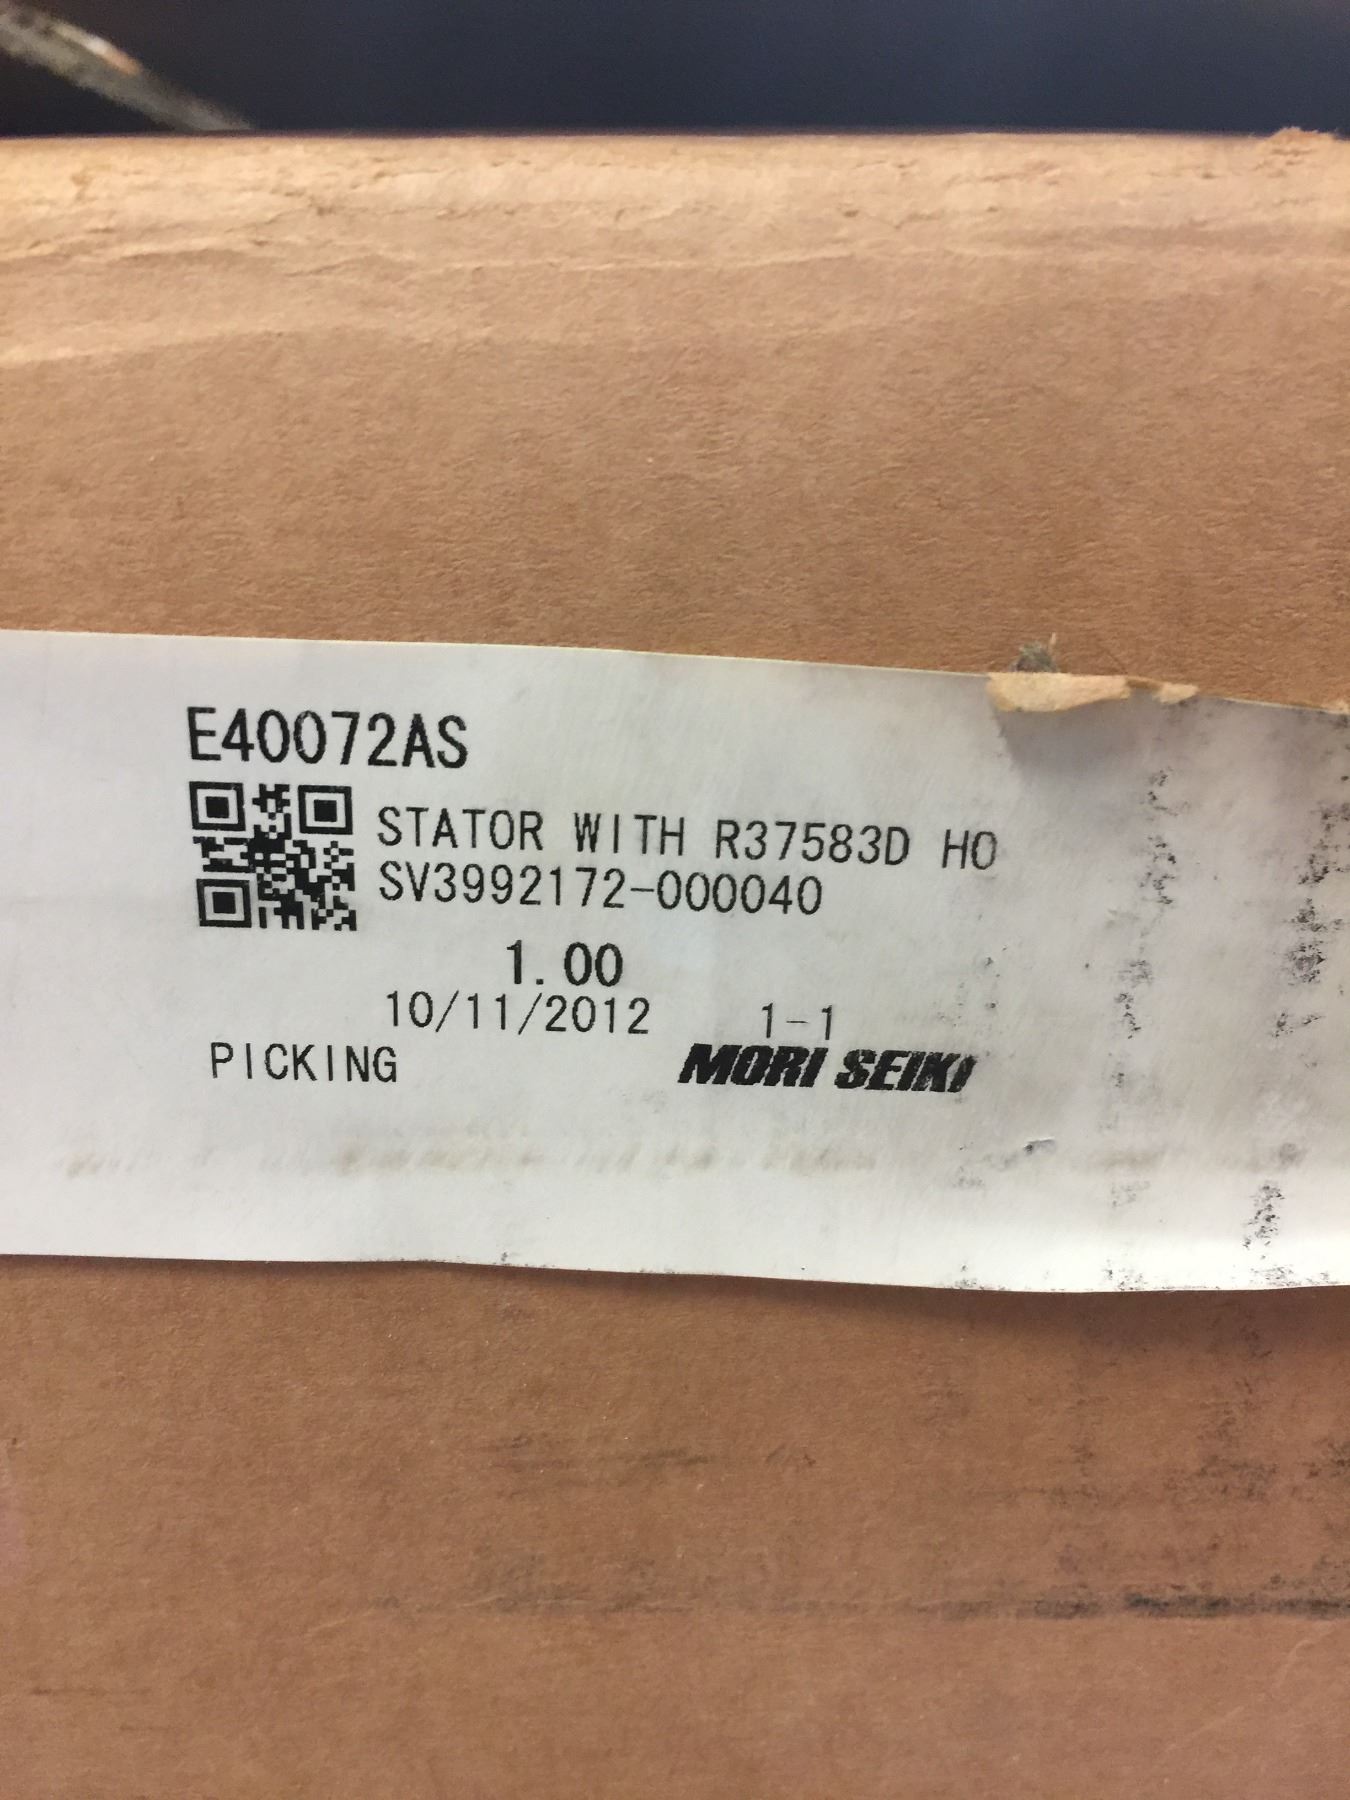 E40072AS
STATOR WITH R37583D HO
SV3992172-000040
1.00
10/11/2012 1-1
PICKING MORI SEIKI